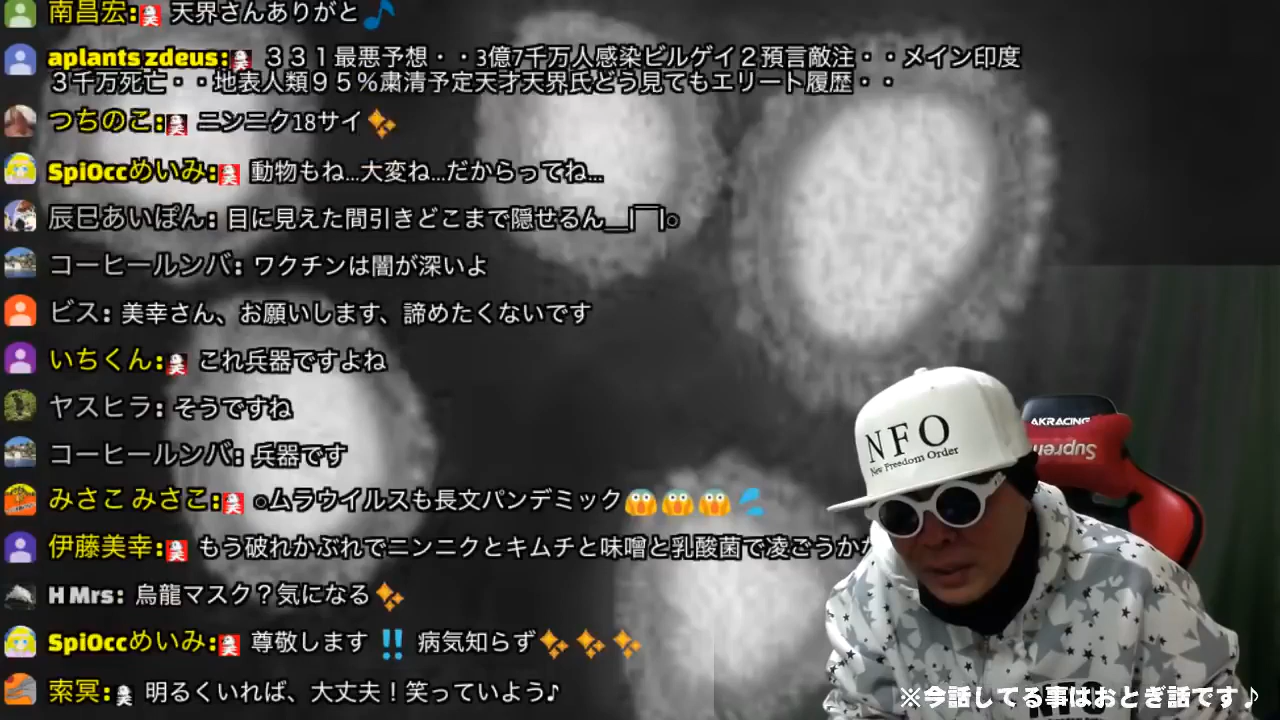 南昌宏: 天界さんありがと🎵
aplants zdeus: ３３１最悪予想・・3億7千万人感染ビルゲイ２預言敵注・・メイン印度
３千万死亡・・地表人類９５％粛清予定天才天界氏どう見てもエリート履歴・・
つちのこ: ニンニク18サイ✨
SpiOccめいみ: 動物もね...大変ね...だからってね...
辰巳あいぽん: 目に見えた間引きどこまで隠せるん__|￣|○
コーヒールンバ: ワクチンは闇が深いよ
ビス: 美幸さん、お願いします、諦めたくないです
いちくん: これ兵器ですよね
ヤスヒラ: そうですね
コーヒールンバ: 兵器です
みさこ みさこ: ○ムラウイルスも長文パンデミック😱😱😱💦
伊藤美幸: もう破れかぶれでニンニクとキムチと味噌と乳酸菌で凌ごうか
H Mrs: 烏龍マスク？気になる✨
SpiOccめいみ: 尊敬します‼病気知らず✨✨✨
索冥: 明るくいれば、大丈夫！笑っていよう♪
AKRACING
Supreme
NFO
New Freedom Order
※今話してる事はおとぎ話です♪